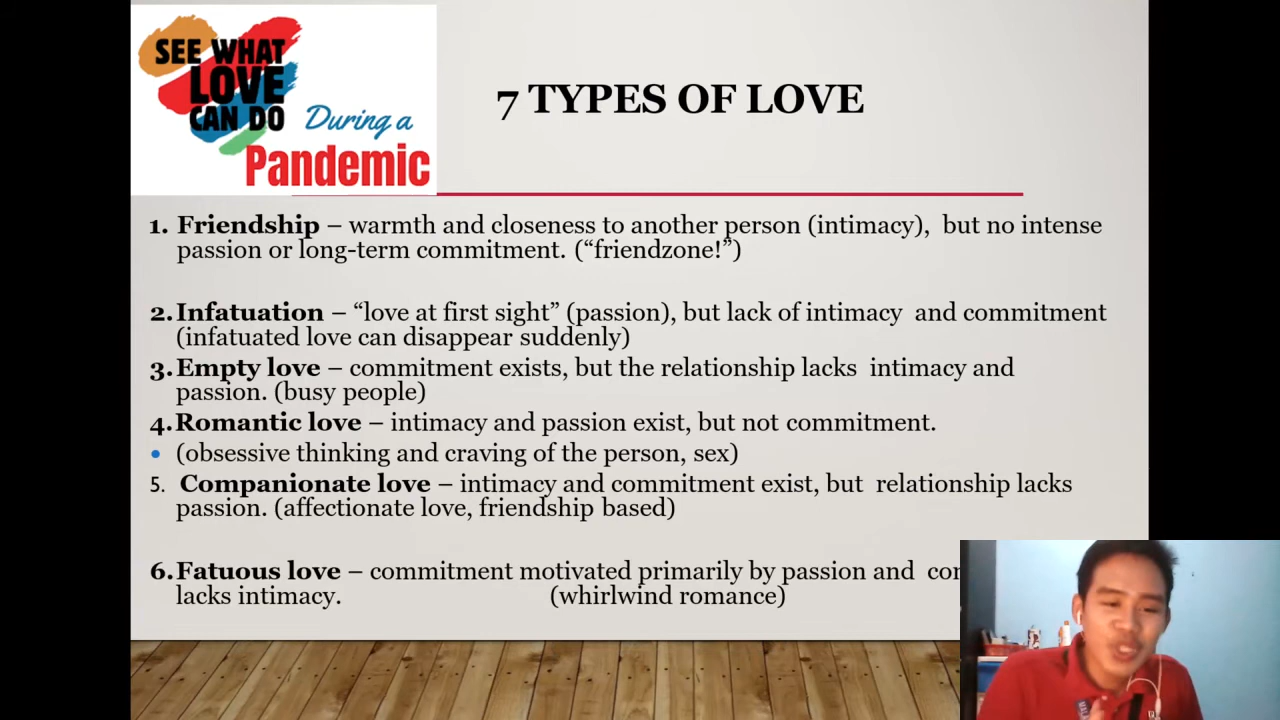 SEE WHAT
LOVE
CAN DO
During a
Pandemic
7 TYPES OF LOVE
1. Friendship – warmth and closeness to another person (intimacy), but no intense
passion or long-term commitment. (“friendzone!”)
2. Infatuation – “love at first sight” (passion), but lack of intimacy and commitment
(infatuated love can disappear suddenly)
3. Empty love – commitment exists, but the relationship lacks intimacy and
passion. (busy people)
4. Romantic love – intimacy and passion exist, but not commitment.
• (obsessive thinking and craving of the person, sex)
5. Companionate love – intimacy and commitment exist, but relationship lacks
passion. (affectionate love, friendship based)
6. Fatuous love – commitment motivated primarily by passion and
lacks intimacy. (whirlwind romance)